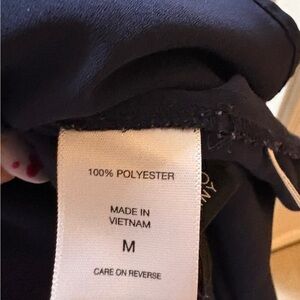 100% POLYESTER
MADE IN
VIETNAM
M
CARE ON REVERSE